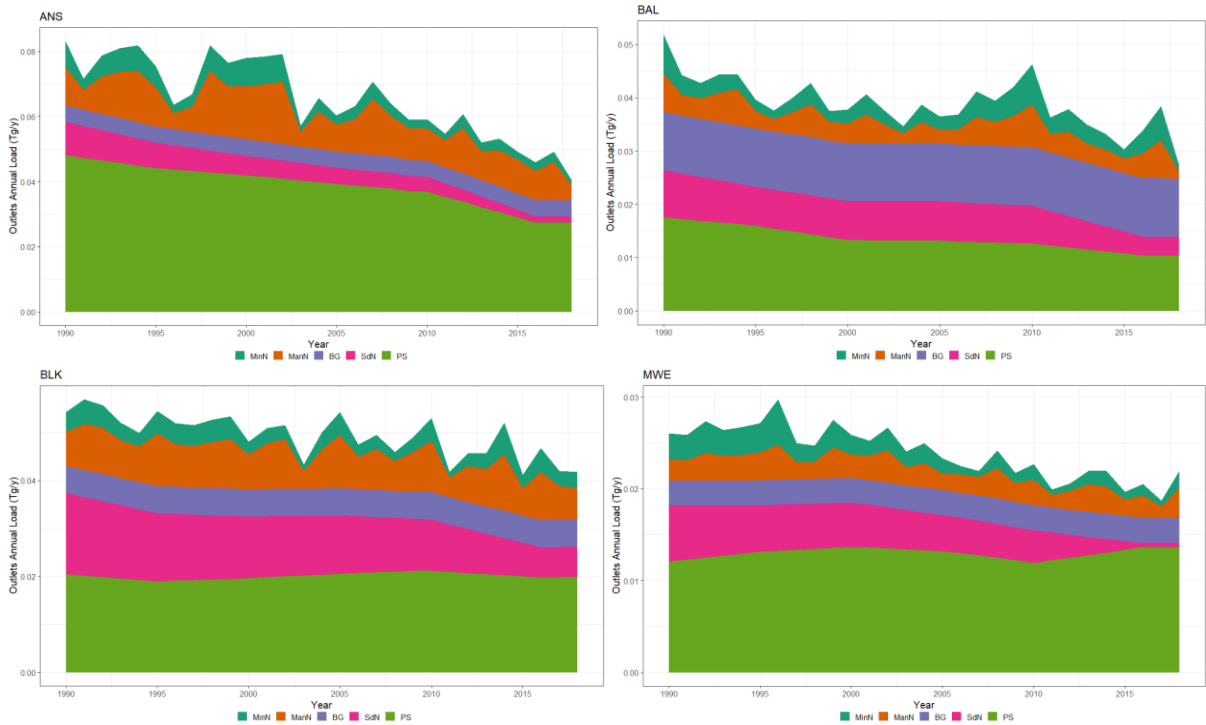 ANS
Outlets Annual Load (Tg/y)
0.08
0.06
0.04
0.02
0.00
1990 1995 2000 2005 2010 2015
Year
MinN ManN BG SdN PS
BAL
Outlets Annual Load (Tg/y)
0.05
0.04
0.03
0.02
0.01
0.00
1990 1995 2000 2005 2010 2015
Year
MinN ManN BG SdN PS
BLK
Outlets Annual Load (Tg/y)
0.04
0.02
0.00
1990 1995 2000 2005 2010 2015
Year
MinN ManN BG SdN PS
MWE
Outlets Annual Load (Tg/y)
0.03
0.02
0.01
0.00
1990 1995 2000 2005 2010 2015
Year
MinN ManN BG SdN PS